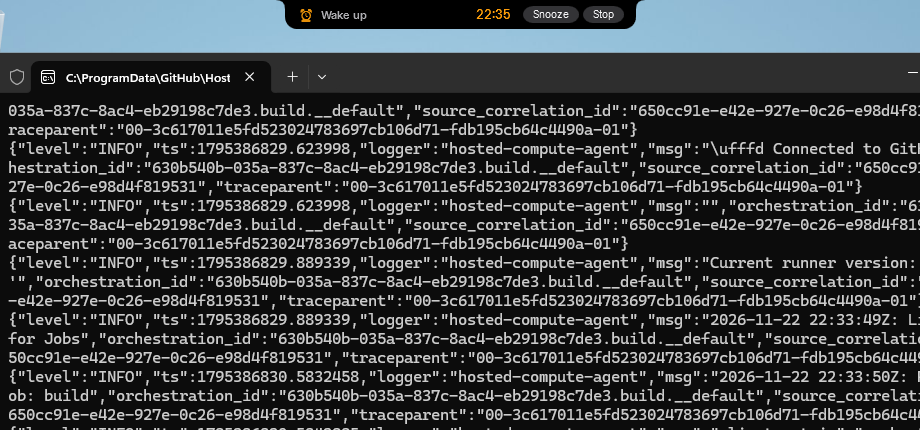 Wake up 22:35 Snooze Stop
C:\ProgramData\GitHub\Host
035a-837c-8ac4-eb29198c7de3.build.__default","source_correlation_id":"650cc91e-e42e-927e-0c26-e98d4f8
raceparent":"00-3c617011e5fd523024783697cb106d71-fdb195cb64c4490a-01"}
{"level":"INFO","ts":1795386829.623998,"logger":"hosted-compute-agent","msg":"\ufffd Connected to Git
hestration_id":"630b540b-035a-837c-8ac4-eb29198c7de3.build.__default","source_correlation_id":"650cc
27e-0c26-e98d4f819531","traceparent":"00-3c617011e5fd523024783697cb106d71-fdb195cb64c4490a-01"}
{"level":"INFO","ts":1795386829.623998,"logger":"hosted-compute-agent","msg":"","orchestration_id":"6
35a-837c-8ac4-eb29198c7de3.build.__default","source_correlation_id":"650cc91e-e42e-927e-0c26-e98d4f819
aceparent":"00-3c617011e5fd523024783697cb106d71-fdb195cb64c4490a-01"}
{"level":"INFO","ts":1795386829.889339,"logger":"hosted-compute-agent","msg":"Current runner version:
'","orchestration_id":"630b540b-035a-837c-8ac4-eb29198c7de3.build.__default","source_correlation_id":"
-e42e-927e-0c26-e98d4f819531","traceparent":"00-3c617011e5fd523024783697cb106d71-fdb195cb64c4490a-01"
{"level":"INFO","ts":1795386829.889339,"logger":"hosted-compute-agent","msg":"2026-11-22 22:33:49Z: Li
for Jobs","orchestration_id":"630b540b-035a-837c-8ac4-eb29198c7de3.build.__default","source_correlatio
50cc91e-e42e-927e-0c26-e98d4f819531","traceparent":"00-3c617011e5fd523024783697cb106d71-fdb195cb64c449
{"level":"INFO","ts":1795386830.5832458,"logger":"hosted-compute-agent","msg":"2026-11-22 22:33:50Z:
ob: build","orchestration_id":"630b540b-035a-837c-8ac4-eb29198c7de3.build.__default","source_correlat
650cc91e-e42e-927e-0c26-e98d4f819531","traceparent":"00-3c617011e5fd523024783697cb106d71-fdb195cb64c4